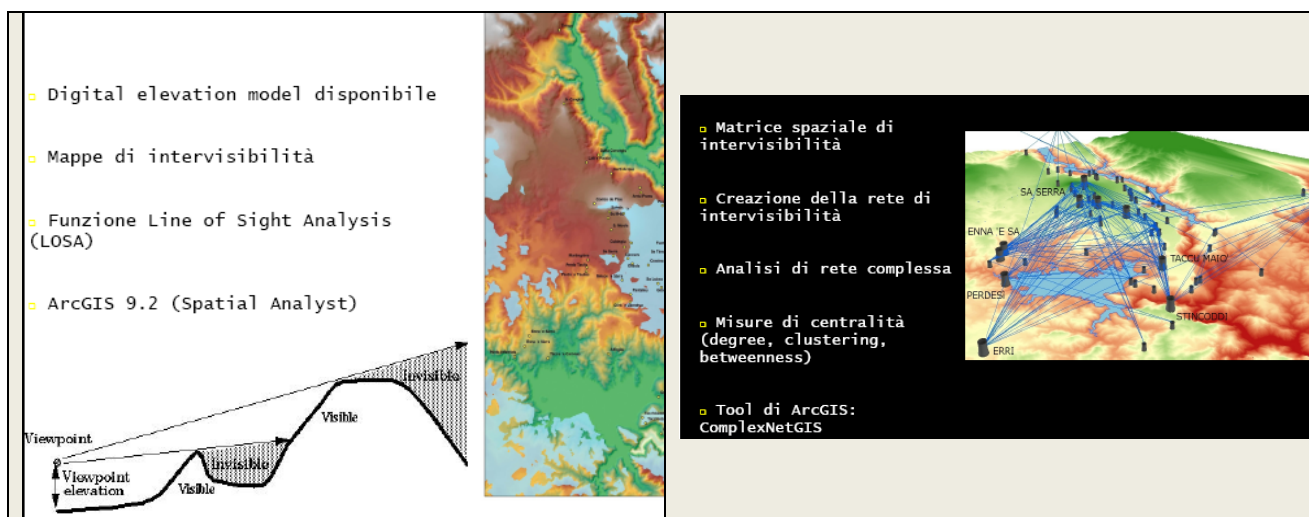 Digital elevation model disponibile
Mappe di intervisibilità
Funzione Line of Sight Analysis
(LOSA)
ArcGIS 9.2 (Spatial Analyst)
Viewpoint
Viewpoint
elevation
Visible
invisible
Visible
invisible
Matrice spaziale di
intervisibilità
Creazione della rete di
intervisibilità
Analisi di rete complessa
Misure di centralità
(degree, clustering,
betweenness)
Tool di ArcGIS:
ComplexNetGIS
SA SERRA
ENNA 'E SA
TACCU MAIO'
PERDESI
STINCODDI
ERRI